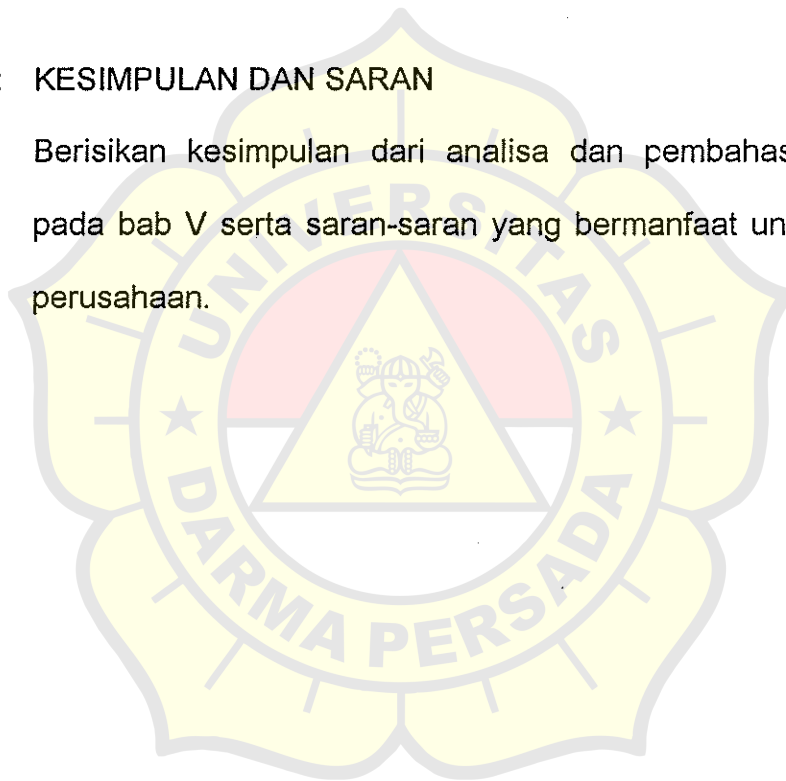 : KESIMPULAN DAN SARAN
Berisikan kesimpulan dari analisa dan pembahas
pada bab V serta saran-saran yang bermanfaat un
perusahaan.
UNIVERSITAS
DARMA PERSADA